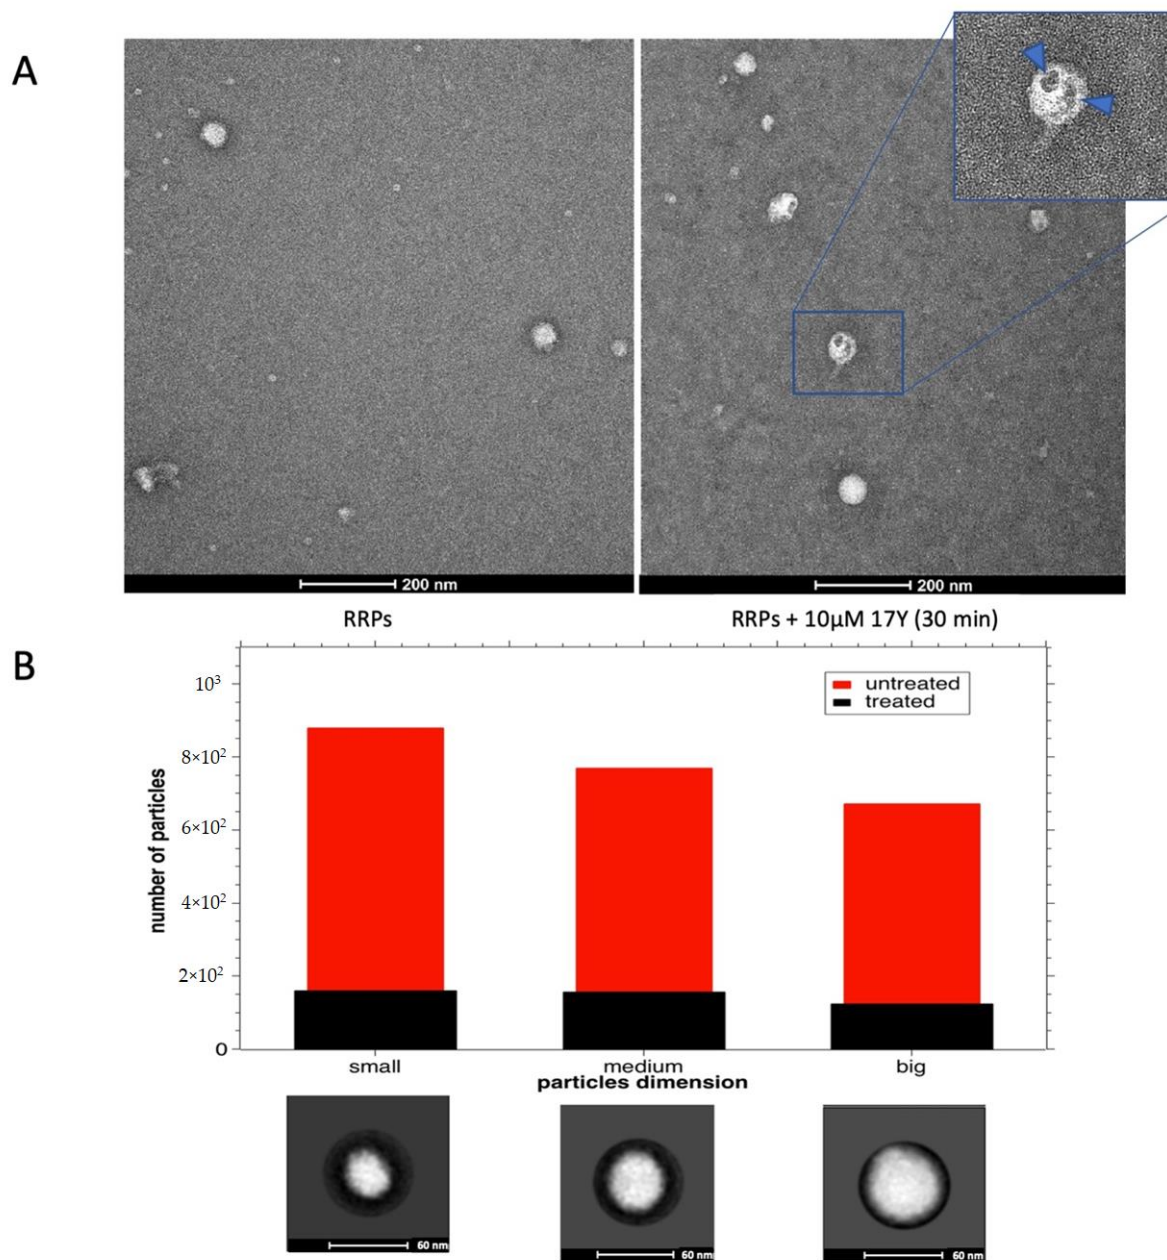 A
200 nm
200 nm
RRPs
RRPs + 10µM 17Y (30 min)
B
10³
8×10²
6×10²
4×10²
2×10²
0
number of particles
untreated
treated
small
medium
big
particles dimension
60 nm
60 nm
60 nm